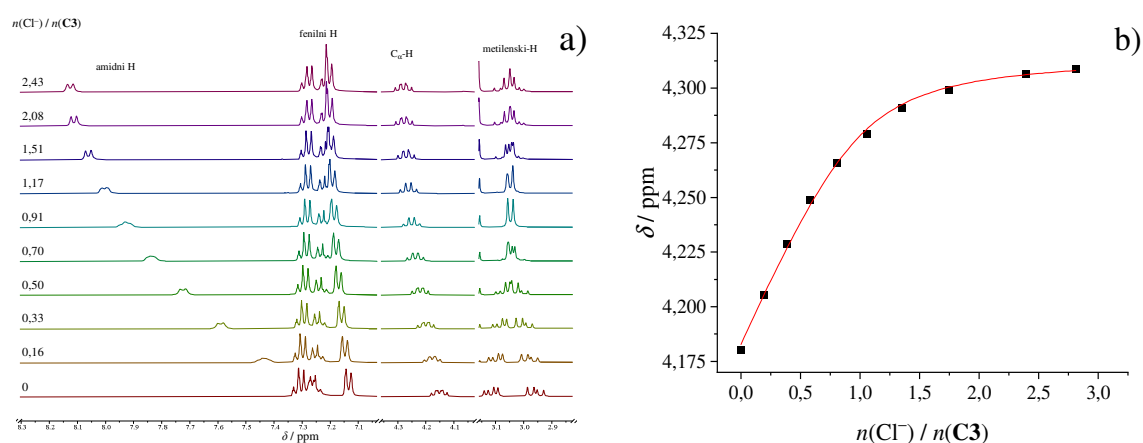 n(Cl⁻) / n(C3)
amidni H
fenilni H
Cα-H
metilenski-H
a)
2,43
2,08
1,51
1,17
0,91
0,70
0,50
0,33
0,16
0
8.3 8.2 8.1 8.0 7.9 7.8 7.7 7.6 7.5 7.4 7.3 7.2 7.1 4.3 4.1 3.1 3.0 2.9
δ / ppm
b)
4,325
4,300
4,275
4,250
4,225
4,200
4,175
δ / ppm
0,0 0,5 1,0 1,5 2,0 2,5 3,0
n(Cl⁻) / n(C3)